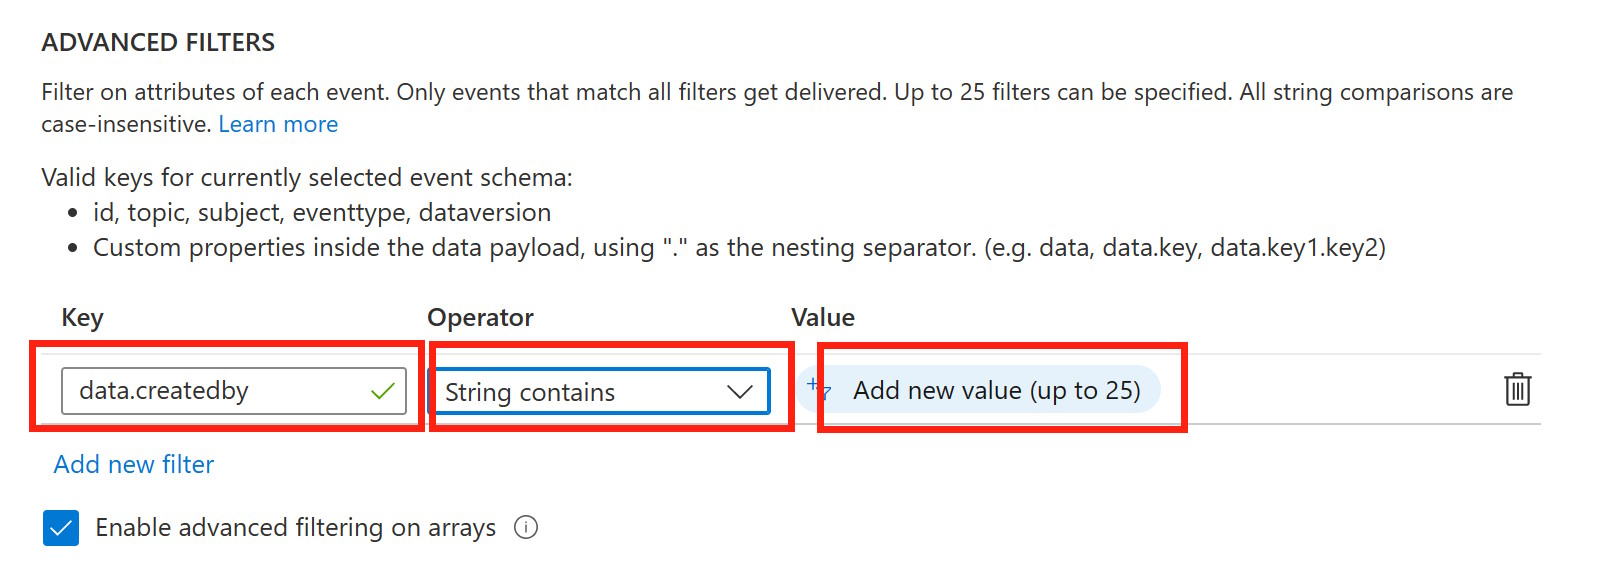 ADVANCED FILTERS
Filter on attributes of each event. Only events that match all filters get delivered. Up to 25 filters can be specified. All string comparisons are
case-insensitive. Learn more
Valid keys for currently selected event schema:
• id, topic, subject, eventtype, dataversion
• Custom properties inside the data payload, using "." as the nesting separator. (e.g. data, data.key, data.key1.key2)
Key Operator Value
data.createdby String contains Add new value (up to 25)
Add new filter
Enable advanced filtering on arrays